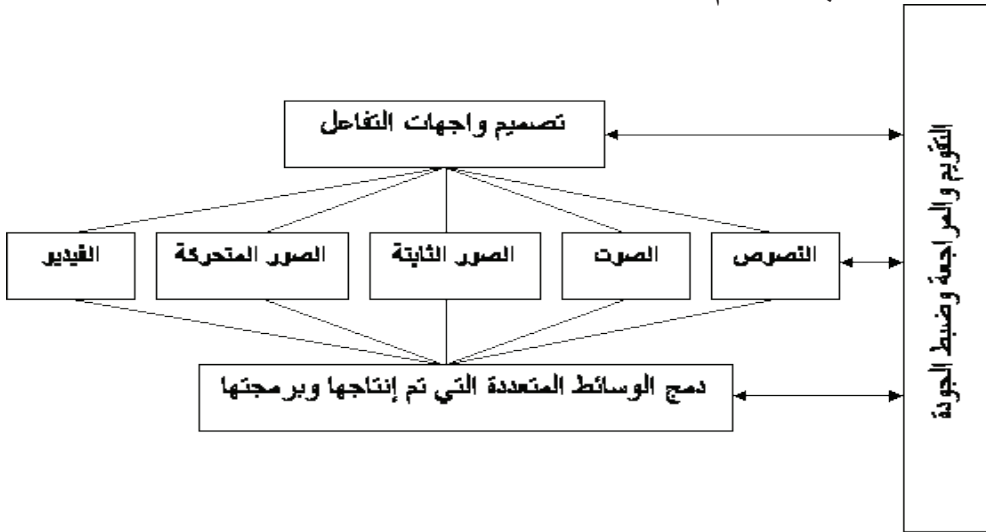 تصميم واجهات التفاعل
النصوص
الصوت
الصور الثابتة
الصور المتحركة
الفيديو
دمج الوسائط المتعددة التي تم إنتاجها وبرمجتها
التقويم والمراجعة وضبط الجودة